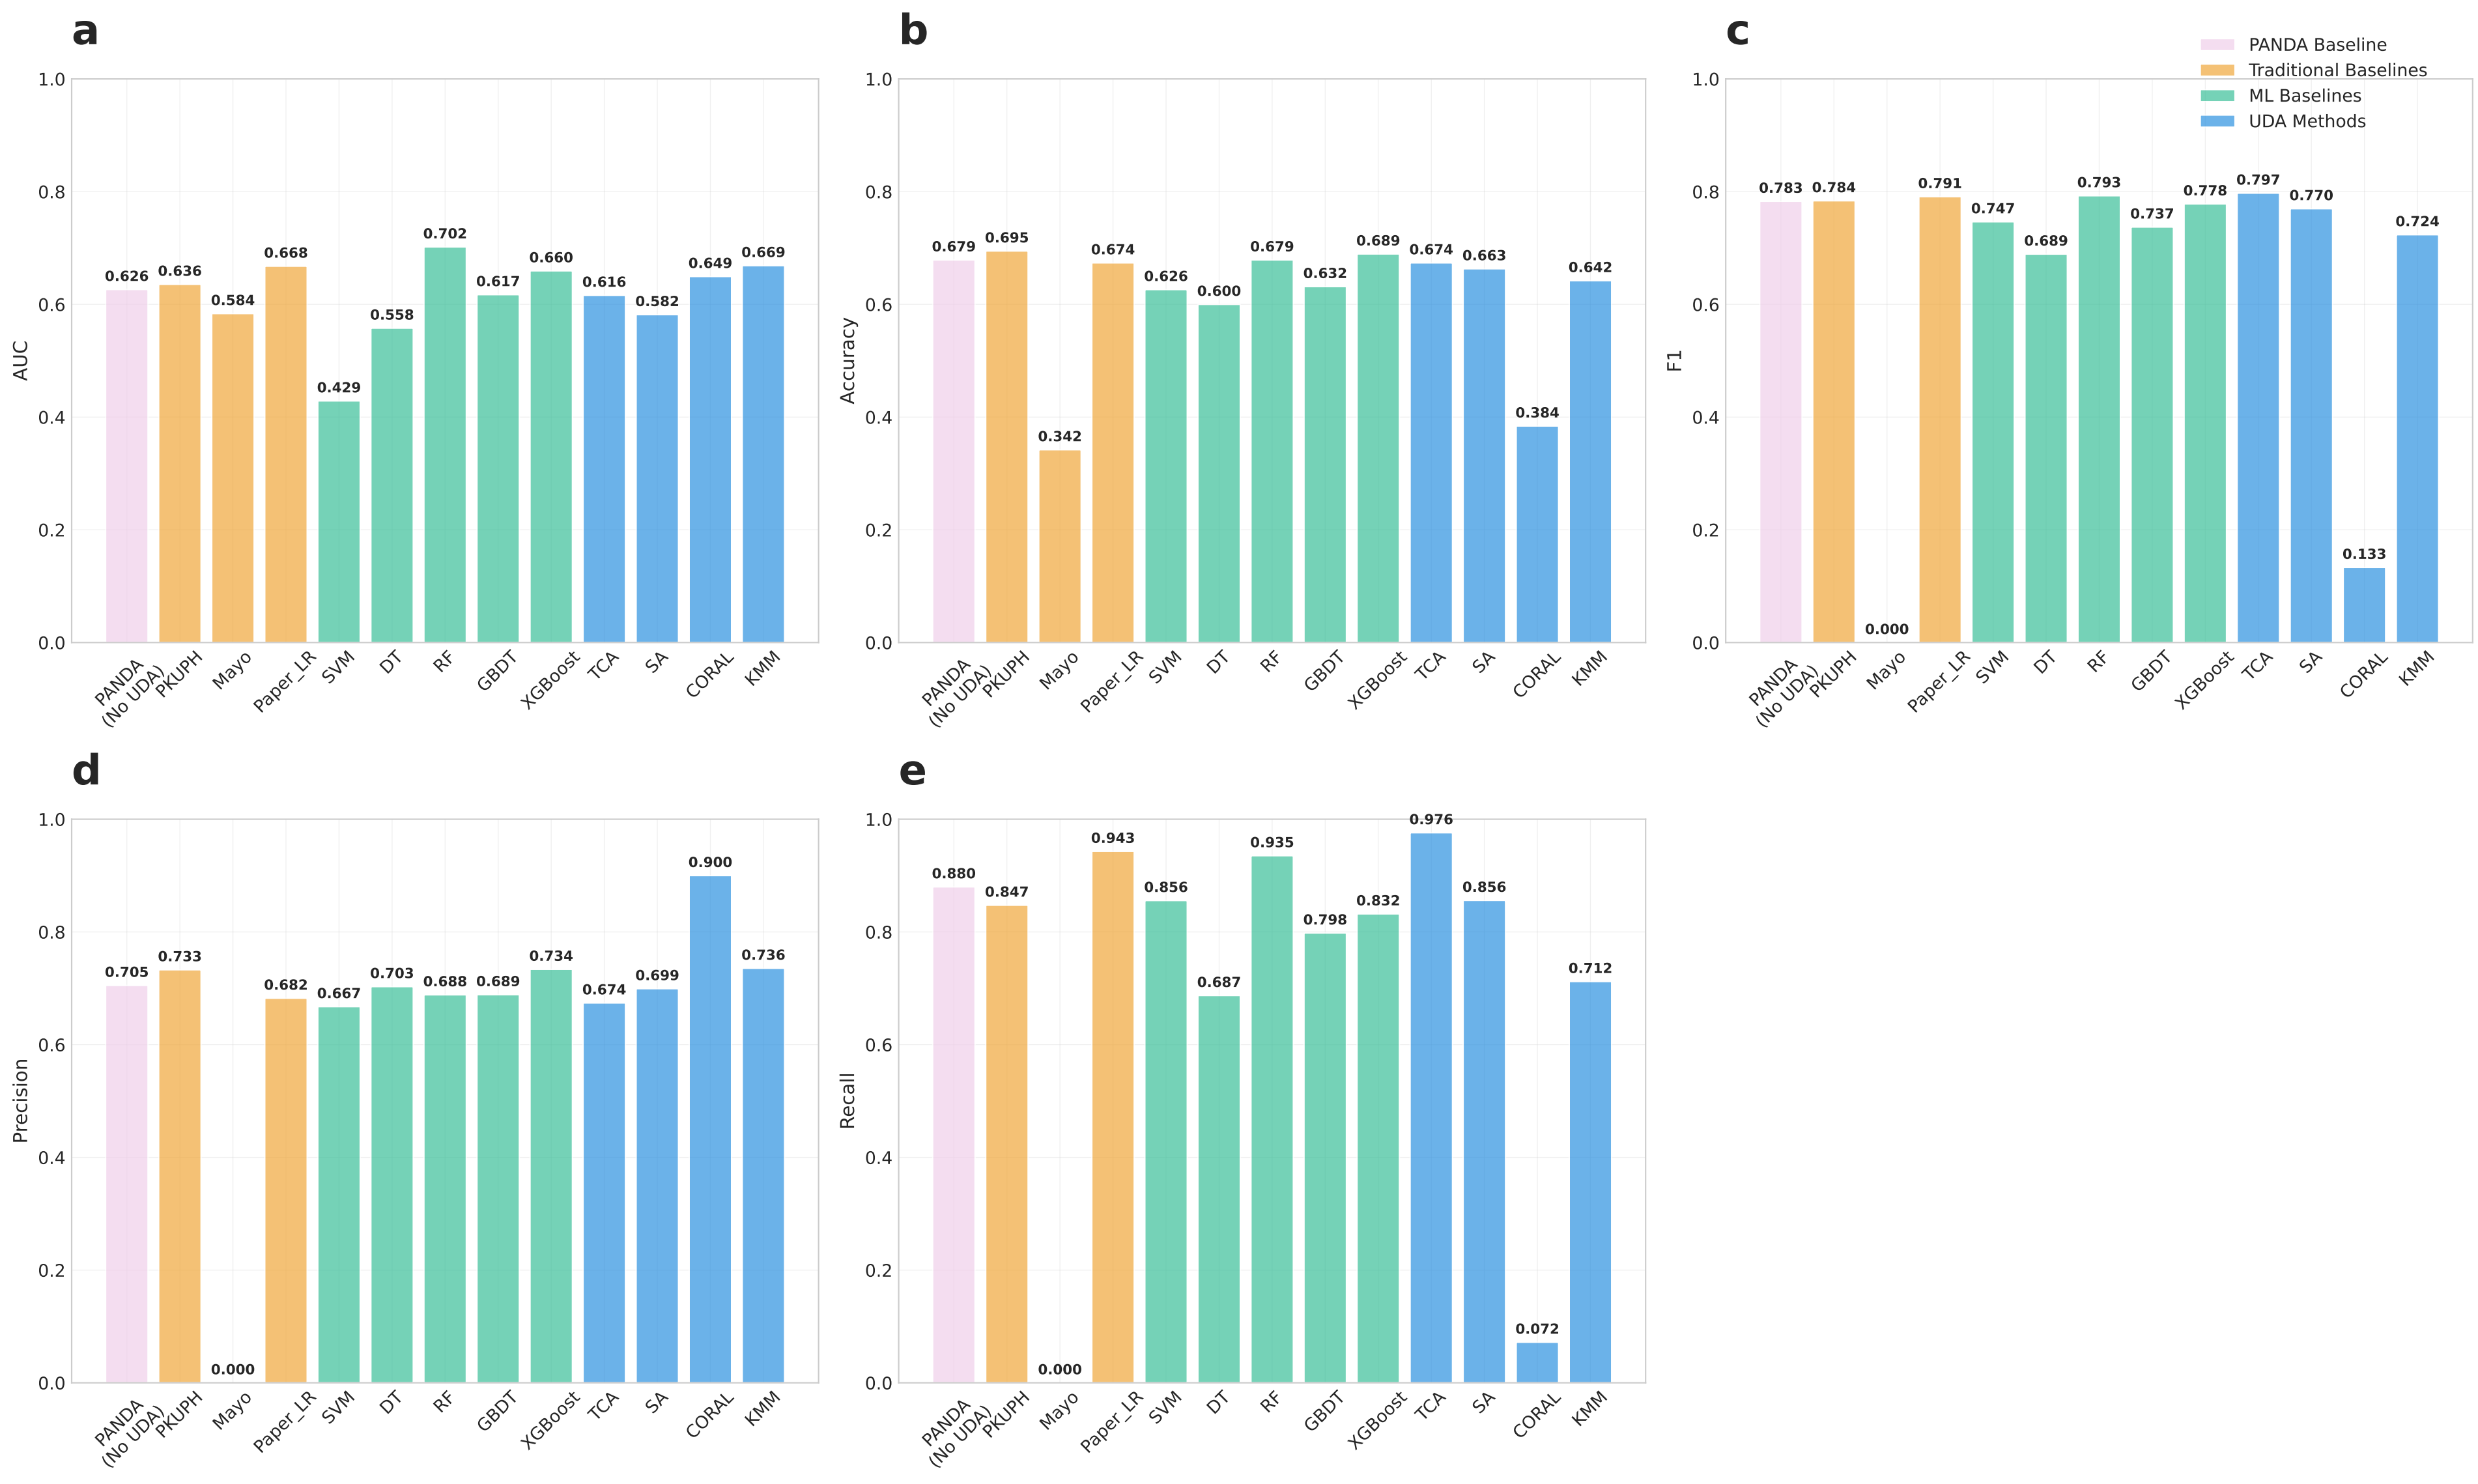 a
1.0
0.8
0.6
0.4
0.2
0.0
AUC
0.626
0.636
0.584
0.668
0.429
0.558
0.702
0.617
0.660
0.616
0.582
0.649
0.669
PANDA
(No UDA)
PKUPH
Mayo
Paper_LR
SVM
DT
RF
GBDT
XGBoost
TCA
SA
CORAL
KMM
b
1.0
0.8
0.6
0.4
0.2
0.0
Accuracy
0.679
0.695
0.342
0.674
0.626
0.600
0.679
0.632
0.689
0.674
0.663
0.384
0.642
PANDA
(No UDA)
PKUPH
Mayo
Paper_LR
SVM
DT
RF
GBDT
XGBoost
TCA
SA
CORAL
KMM
c
PANDA Baseline
Traditional Baselines
ML Baselines
UDA Methods
1.0
0.8
0.6
0.4
0.2
0.0
F1
0.783
0.784
0.000
0.791
0.747
0.689
0.793
0.737
0.778
0.797
0.770
0.133
0.724
PANDA
(No UDA)
PKUPH
Mayo
Paper_LR
SVM
DT
RF
GBDT
XGBoost
TCA
SA
CORAL
KMM
d
1.0
0.8
0.6
0.4
0.2
0.0
Precision
0.705
0.733
0.000
0.682
0.667
0.703
0.688
0.689
0.734
0.674
0.699
0.900
0.736
PANDA
(No UDA)
PKUPH
Mayo
Paper_LR
SVM
DT
RF
GBDT
XGBoost
TCA
SA
CORAL
KMM
e
1.0
0.8
0.6
0.4
0.2
0.0
Recall
0.880
0.847
0.000
0.943
0.856
0.687
0.935
0.798
0.832
0.976
0.856
0.072
0.712
PANDA
(No UDA)
PKUPH
Mayo
Paper_LR
SVM
DT
RF
GBDT
XGBoost
TCA
SA
CORAL
KMM